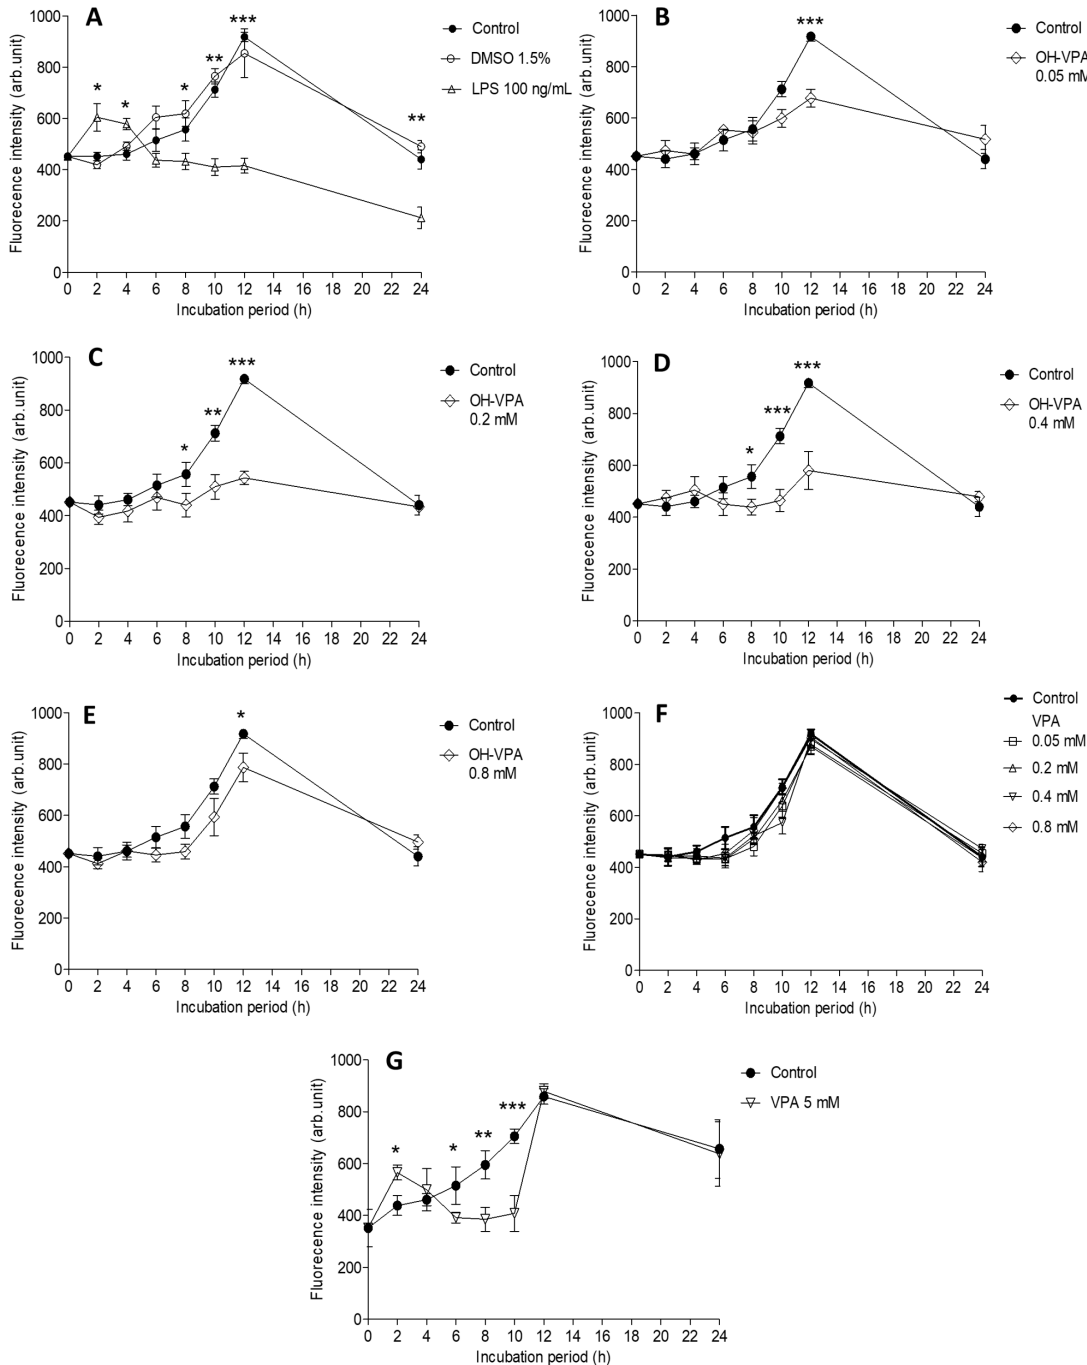 A
***
**
*
*
*
**
1000
800
600
400
200
0
Fluorecence intensity (arb.unit)
0 2 4 6 8 10 12 14 16 18 20 22 24
Incubation period (h)
Control
DMSO 1.5%
LPS 100 ng/mL
B
***
1000
800
600
400
200
0
Fluorecence intensity (arb.unit)
0 2 4 6 8 10 12 14 16 18 20 22 24
Incubation period (h)
Control
OH-VPA
0.05 mM
C
***
**
*
1000
800
600
400
200
0
Fluorecence intensity (arb.unit)
0 2 4 6 8 10 12 14 16 18 20 22 24
Incubation period (h)
Control
OH-VPA
0.2 mM
D
***
***
*
1000
800
600
400
200
0
Fluorecence intensity (arb.unit)
0 2 4 6 8 10 12 14 16 18 20 22 24
Incubation period (h)
Control
OH-VPA
0.4 mM
E
*
1000
800
600
400
200
0
Fluorecence intensity (arb.unit)
0 2 4 6 8 10 12 14 16 18 20 22 24
Incubation period (h)
Control
OH-VPA
0.8 mM
F
1000
800
600
400
200
0
Fluorecence intensity (arb.unit)
0 2 4 6 8 10 12 14 16 18 20 22 24
Incubation period (h)
Control
VPA
0.05 mM
0.2 mM
0.4 mM
0.8 mM
G
***
**
*
*
1000
800
600
400
200
0
Fluorecence intensity (arb.unit)
0 2 4 6 8 10 12 14 16 18 20 22 24
Incubation period (h)
Control
VPA 5 mM